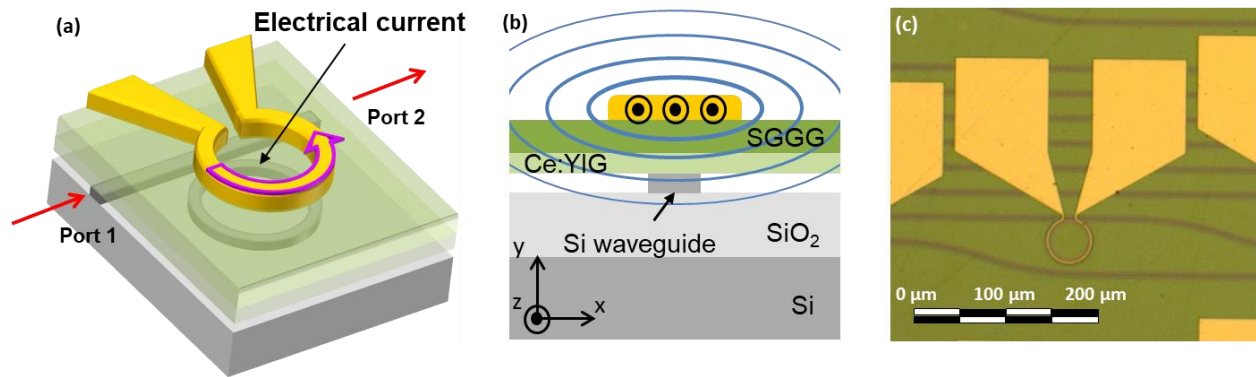 (a)
Electrical current
Port 2
Port 1
(b)
SGGG
Ce:YIG
Si waveguide
SiO₂
y
z
x
Si
(c)
0 μm 100 μm 200 μm